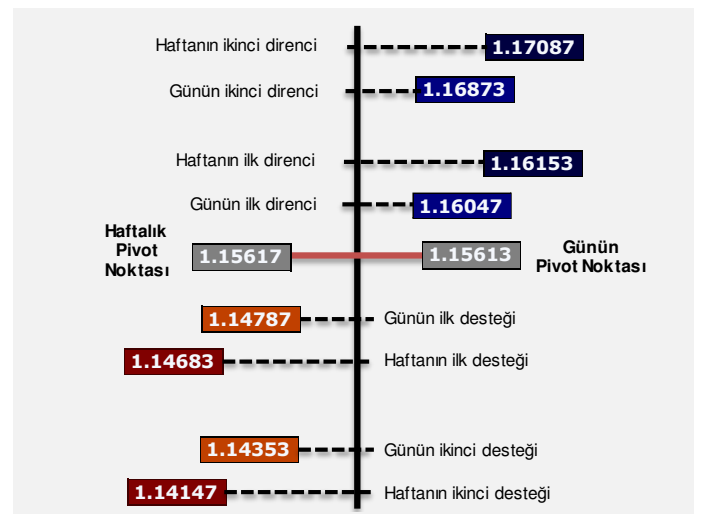 Haftanın ikinci direnci
1.17087
Günün ikinci direnci
1.16873
Haftanın ilk direnci
1.16153
Günün ilk direnci
1.16047
Haftalık
Pivot
Noktası
1.15617
1.15613
Günün
Pivot Noktası
1.14787
Günün ilk desteği
1.14683
Haftanın ilk desteği
1.14353
Günün ikinci desteği
1.14147
Haftanın ikinci desteği